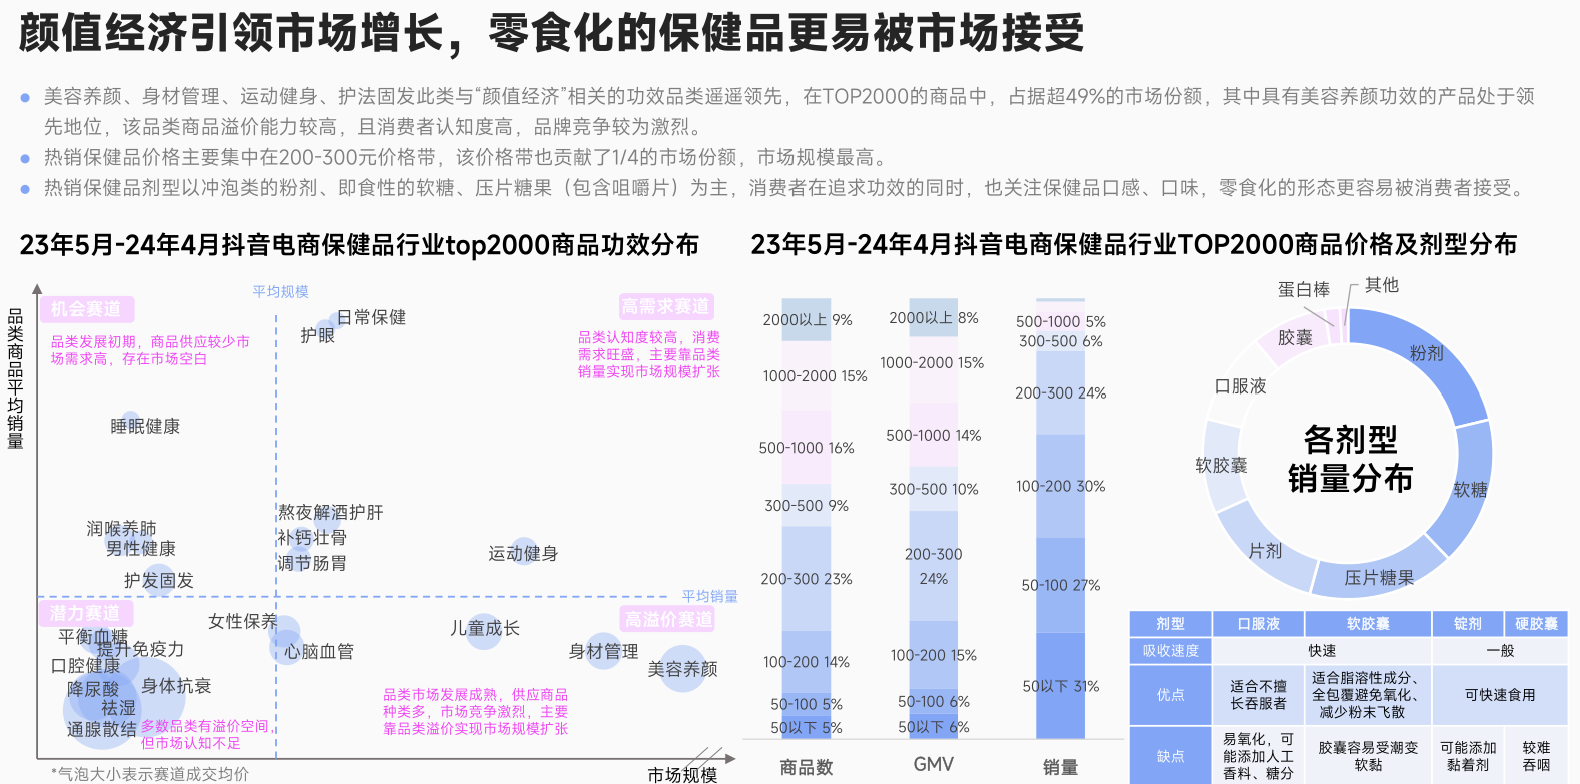 颜值经济引领市场增长，零食化的保健品更易被市场接受
美容养颜、身材管理、运动健身、护法固发此类与“颜值经济”相关的功效品类遥遥领先，在TOP2000的商品中，占据超49%的市场份额，其中具有美容养颜功效的产品处于领
先地位，该品类商品溢价能力较高，且消费者认知度高，品牌竞争较为激烈。
热销保健品价格主要集中在200-300元价格带，该价格带也贡献了1/4的市场份额，市场规模最高。
热销保健品剂型以冲泡类的粉剂、即食性的软糖、压片糖果（包含咀嚼片）为主，消费者在追求功效的同时，也关注保健品口感、口味，零食化的形态更容易被消费者接受。
23年5月-24年4月抖音电商保健品行业top2000商品功效分布
品类商品平均销量
机会赛道
品类发展初期，商品供应较少市
场需求高，存在市场空白
平均规模
日常保健
护眼
高需求赛道
品类认知度较高，消费
需求旺盛，主要靠品类
销量实现市场规模扩张
睡眠健康
润喉养肺
男性健康
护发固发
熬夜解酒护肝
补钙壮骨
调节肠胃
运动健身
平均销量
潜力赛道
平衡血糖
提升免疫力
口腔健康
降尿酸
身体抗衰
祛湿
通腺散结
多数品类有溢价空间，
但市场认知不足
女性保养
心脑血管
儿童成长
身材管理
美容养颜
高溢价赛道
品类市场发展成熟，供应商品
种类多，市场竞争激烈，主要
靠品类溢价实现市场规模扩张
市场规模
*气泡大小表示赛道成交均价
23年5月-24年4月抖音电商保健品行业TOP2000商品价格及剂型分布
2000以上 9%
1000-2000 15%
500-1000 16%
300-500 9%
200-300 23%
100-200 14%
50-100 5%
50以下 5%
商品数
2000以上 8%
1000-2000 15%
500-1000 14%
300-500 10%
200-300
24%
100-200 15%
50-100 6%
50以下 6%
GMV
500-1000 5%
300-500 6%
200-300 24%
100-200 30%
50-100 27%
50以下 31%
销量
蛋白棒
其他
胶囊
粉剂
口服液
软胶囊
软糖
片剂
压片糖果
各剂型
销量分布
剂型 口服液 软胶囊 锭剂 硬胶囊
吸收速度 快速 一般
优点
适合不擅
长吞服者
适合脂溶性成分、
全包覆避免氧化、
减少粉末飞散
可快速食用
缺点
易氧化，可
能添加人工
香料、糖分
胶囊容易受潮变
软黏
可能添加
黏着剂
较难
吞咽